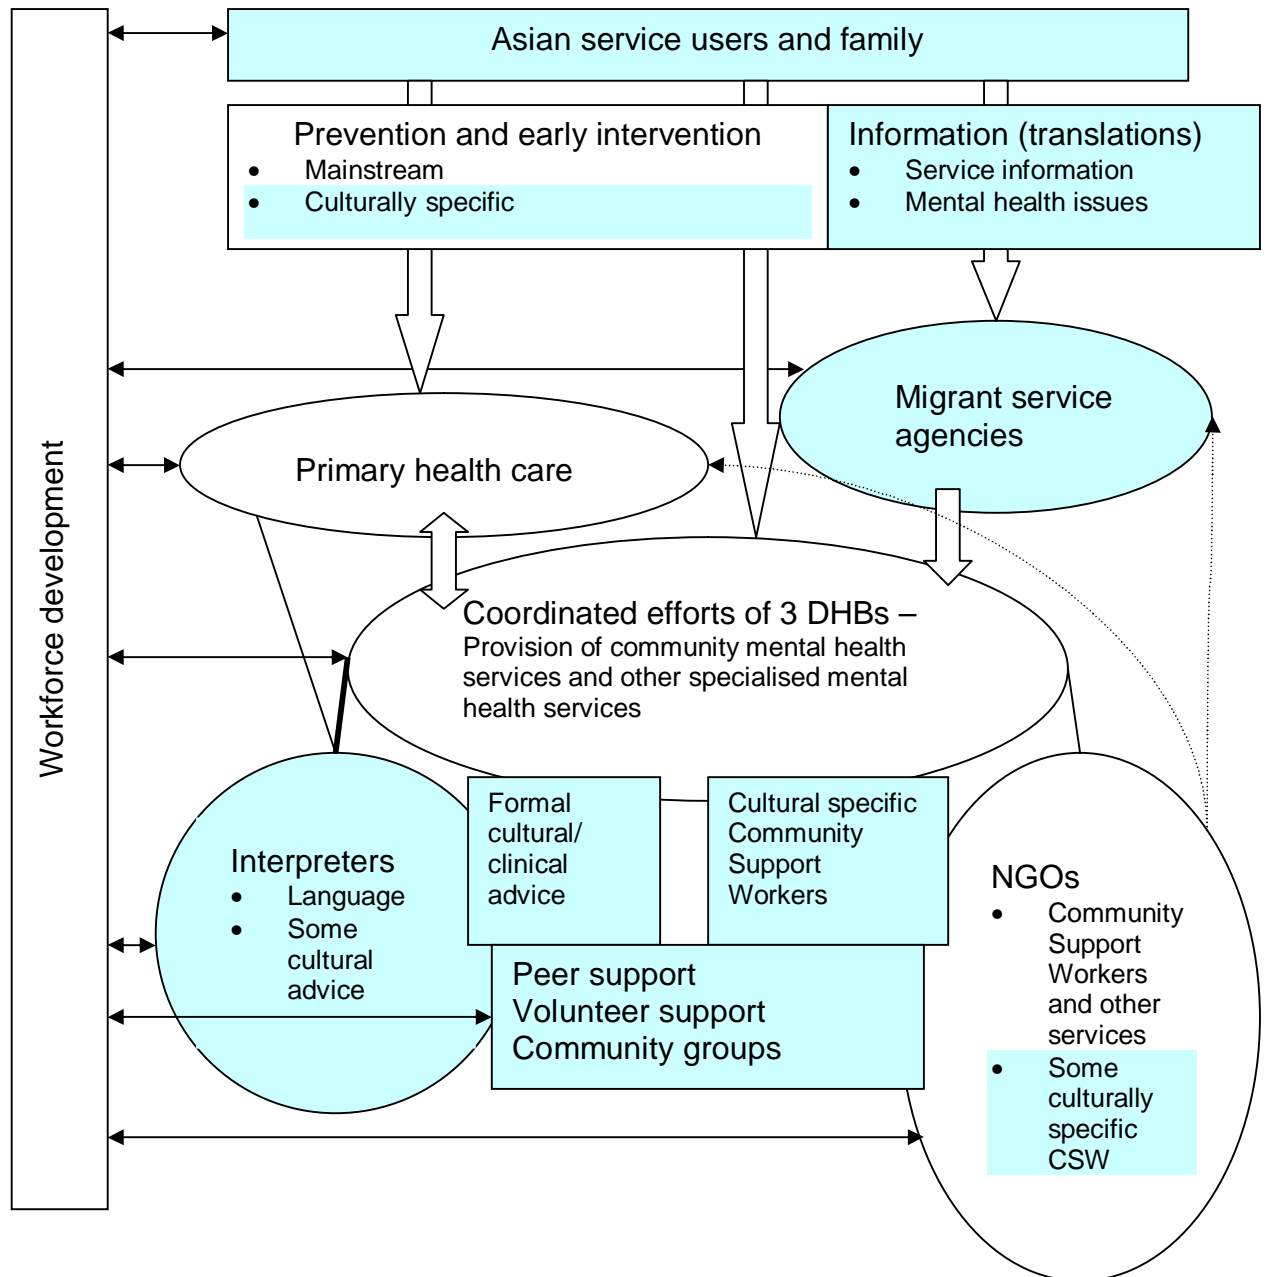 Asian service users and family
Prevention and early intervention
• Mainstream
• Culturally specific
Information (translations)
• Service information
• Mental health issues
Workforce development
Migrant service
agencies
Primary health care
Coordinated efforts of 3 DHBs –
Provision of community mental health
services and other specialised mental
health services
Interpreters
• Language
• Some
cultural
advice
Formal
cultural/
clinical
advice
Cultural specific
Community
Support
Workers
Peer support
Volunteer support
Community groups
NGOs
• Community
Support
Workers
and other
services
• Some
culturally
specific
CSW